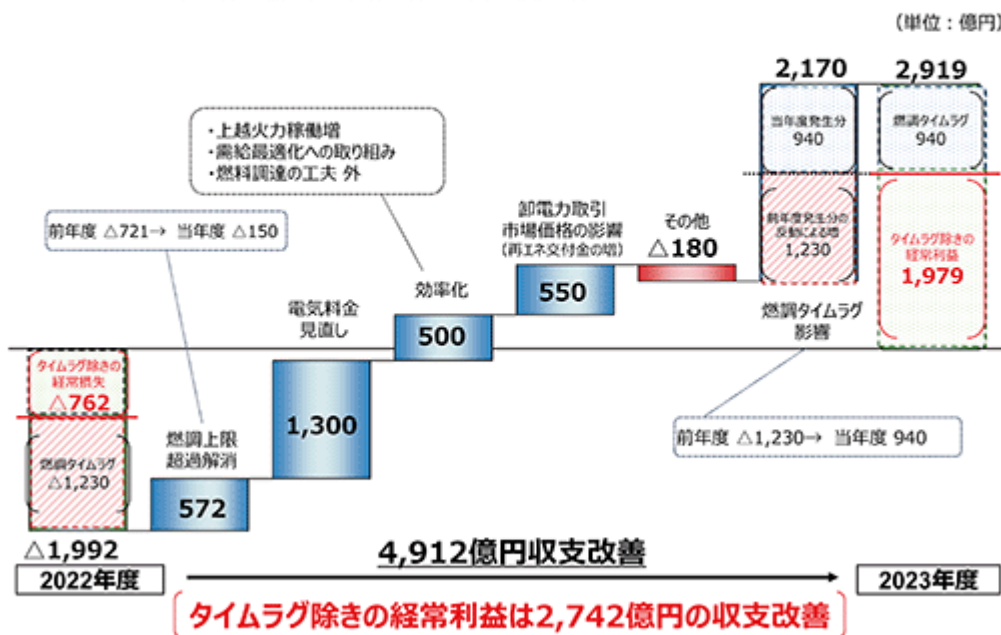 (単位：億円)
2,170
2,919
当年度発生分
940
燃調タイムラグ
940
・上越火力稼働増
・需給最適化への取り組み
・燃料調達の工夫 外
卸電力取引
市場価格の影響
(再エネ交付金の増)
その他
△180
前年度発生分の
反動による増
1,230
タイムラグ除きの
経常利益
1,979
前年度 △721→ 当年度 △150
550
効率化
500
電気料金
見直し
燃調タイムラグ
影響
タイムラグ除きの
経常損失
△762
1,300
燃調上限
超過解消
前年度 △1,230→ 当年度 940
燃調タイムラグ
△1,230
572
△1,992
4,912億円収支改善
2022年度
2023年度
タイムラグ除きの経常利益は2,742億円の収支改善